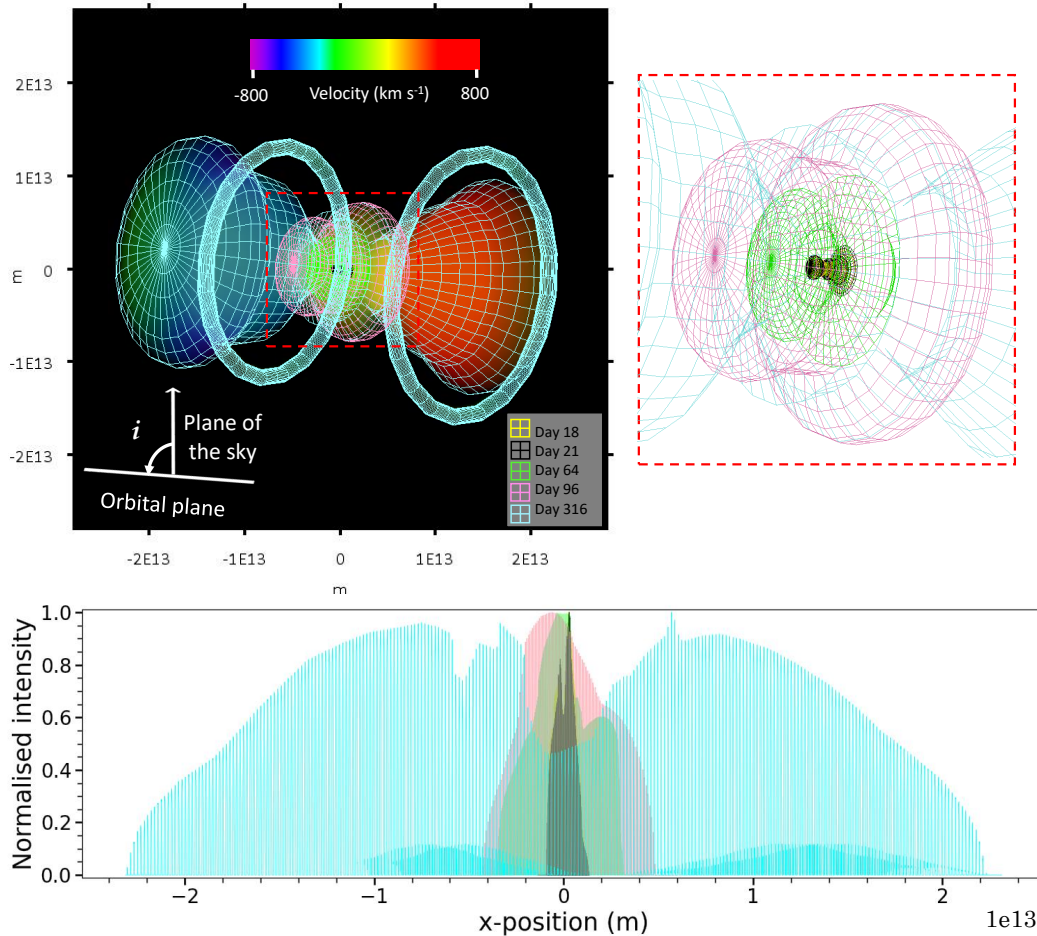 2E13
1E13
0
-1E13
-2E13
m
-800
Velocity (km s⁻¹)
800
i
Plane of
the sky
Orbital plane
Day 18
Day 21
Day 64
Day 96
Day 316
-2E13
-1E13
0
1E13
2E13
m
Normalised intensity
1.0
0.8
0.6
0.4
0.2
0.0
−2
−1
0
1
2
x-position (m)
1e13